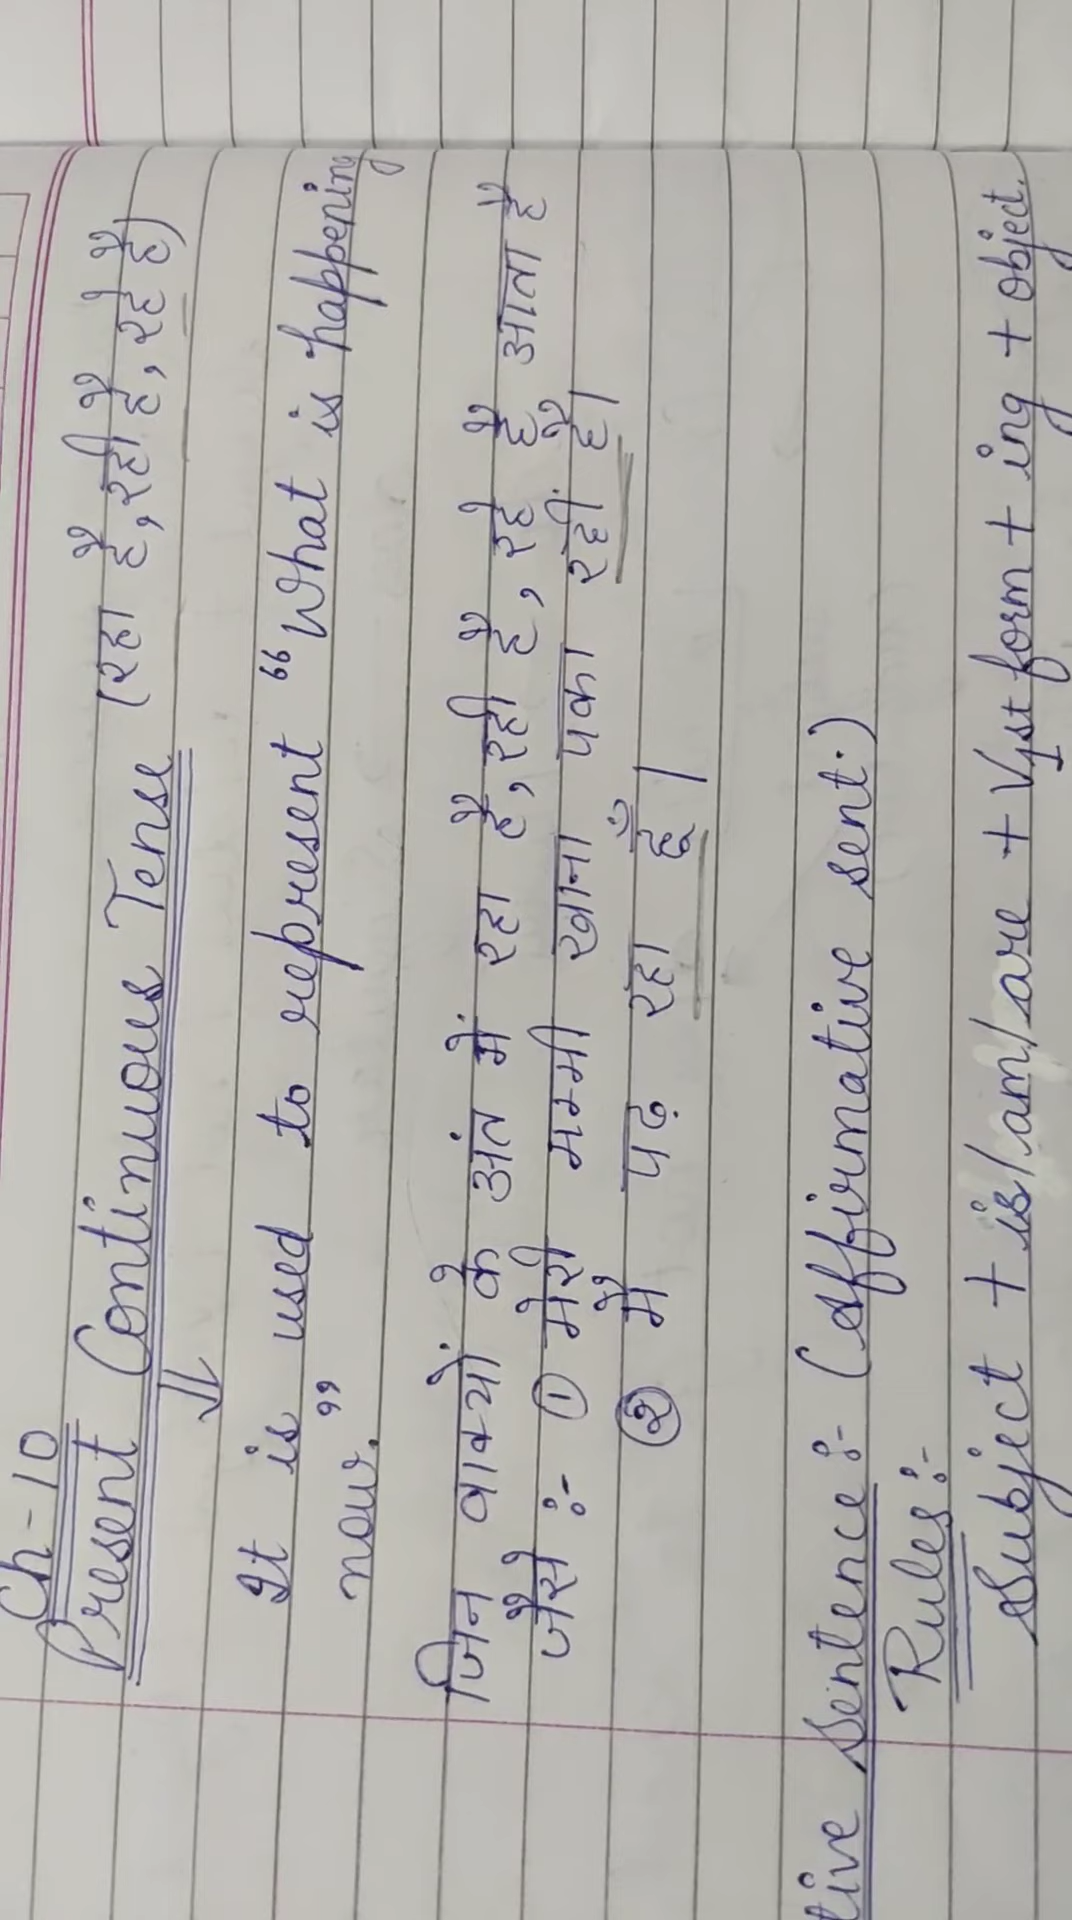 Ch-10
Present Continuous Tense (रहा है, रही है, रहे है)
It is used to represent "What is happening
now."
जिन वाक्यो के अंत में रहा है, रही है, रहे है आता है
जैसे :- ① मेरी मम्मी खाना पका रही है।
② मैं पढ़ रहा हूँ।
tive sentence :- (Affirmative sent.)
Rules :-
Subject + is/am/are + V1st form + ing + object.